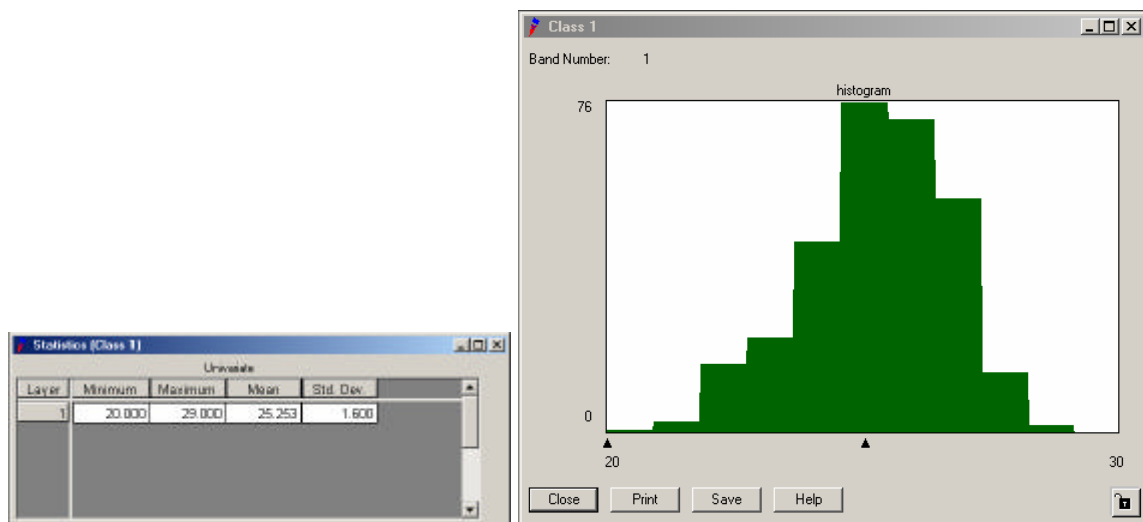 Statistics (Class 1)
Univariate
Layer Minimum Maximum Mean Std. Dev.
1 20.000 29.000 25.253 1.600
Class 1
Band Number: 1
histogram
76
0
20 30
Close Print Save Help